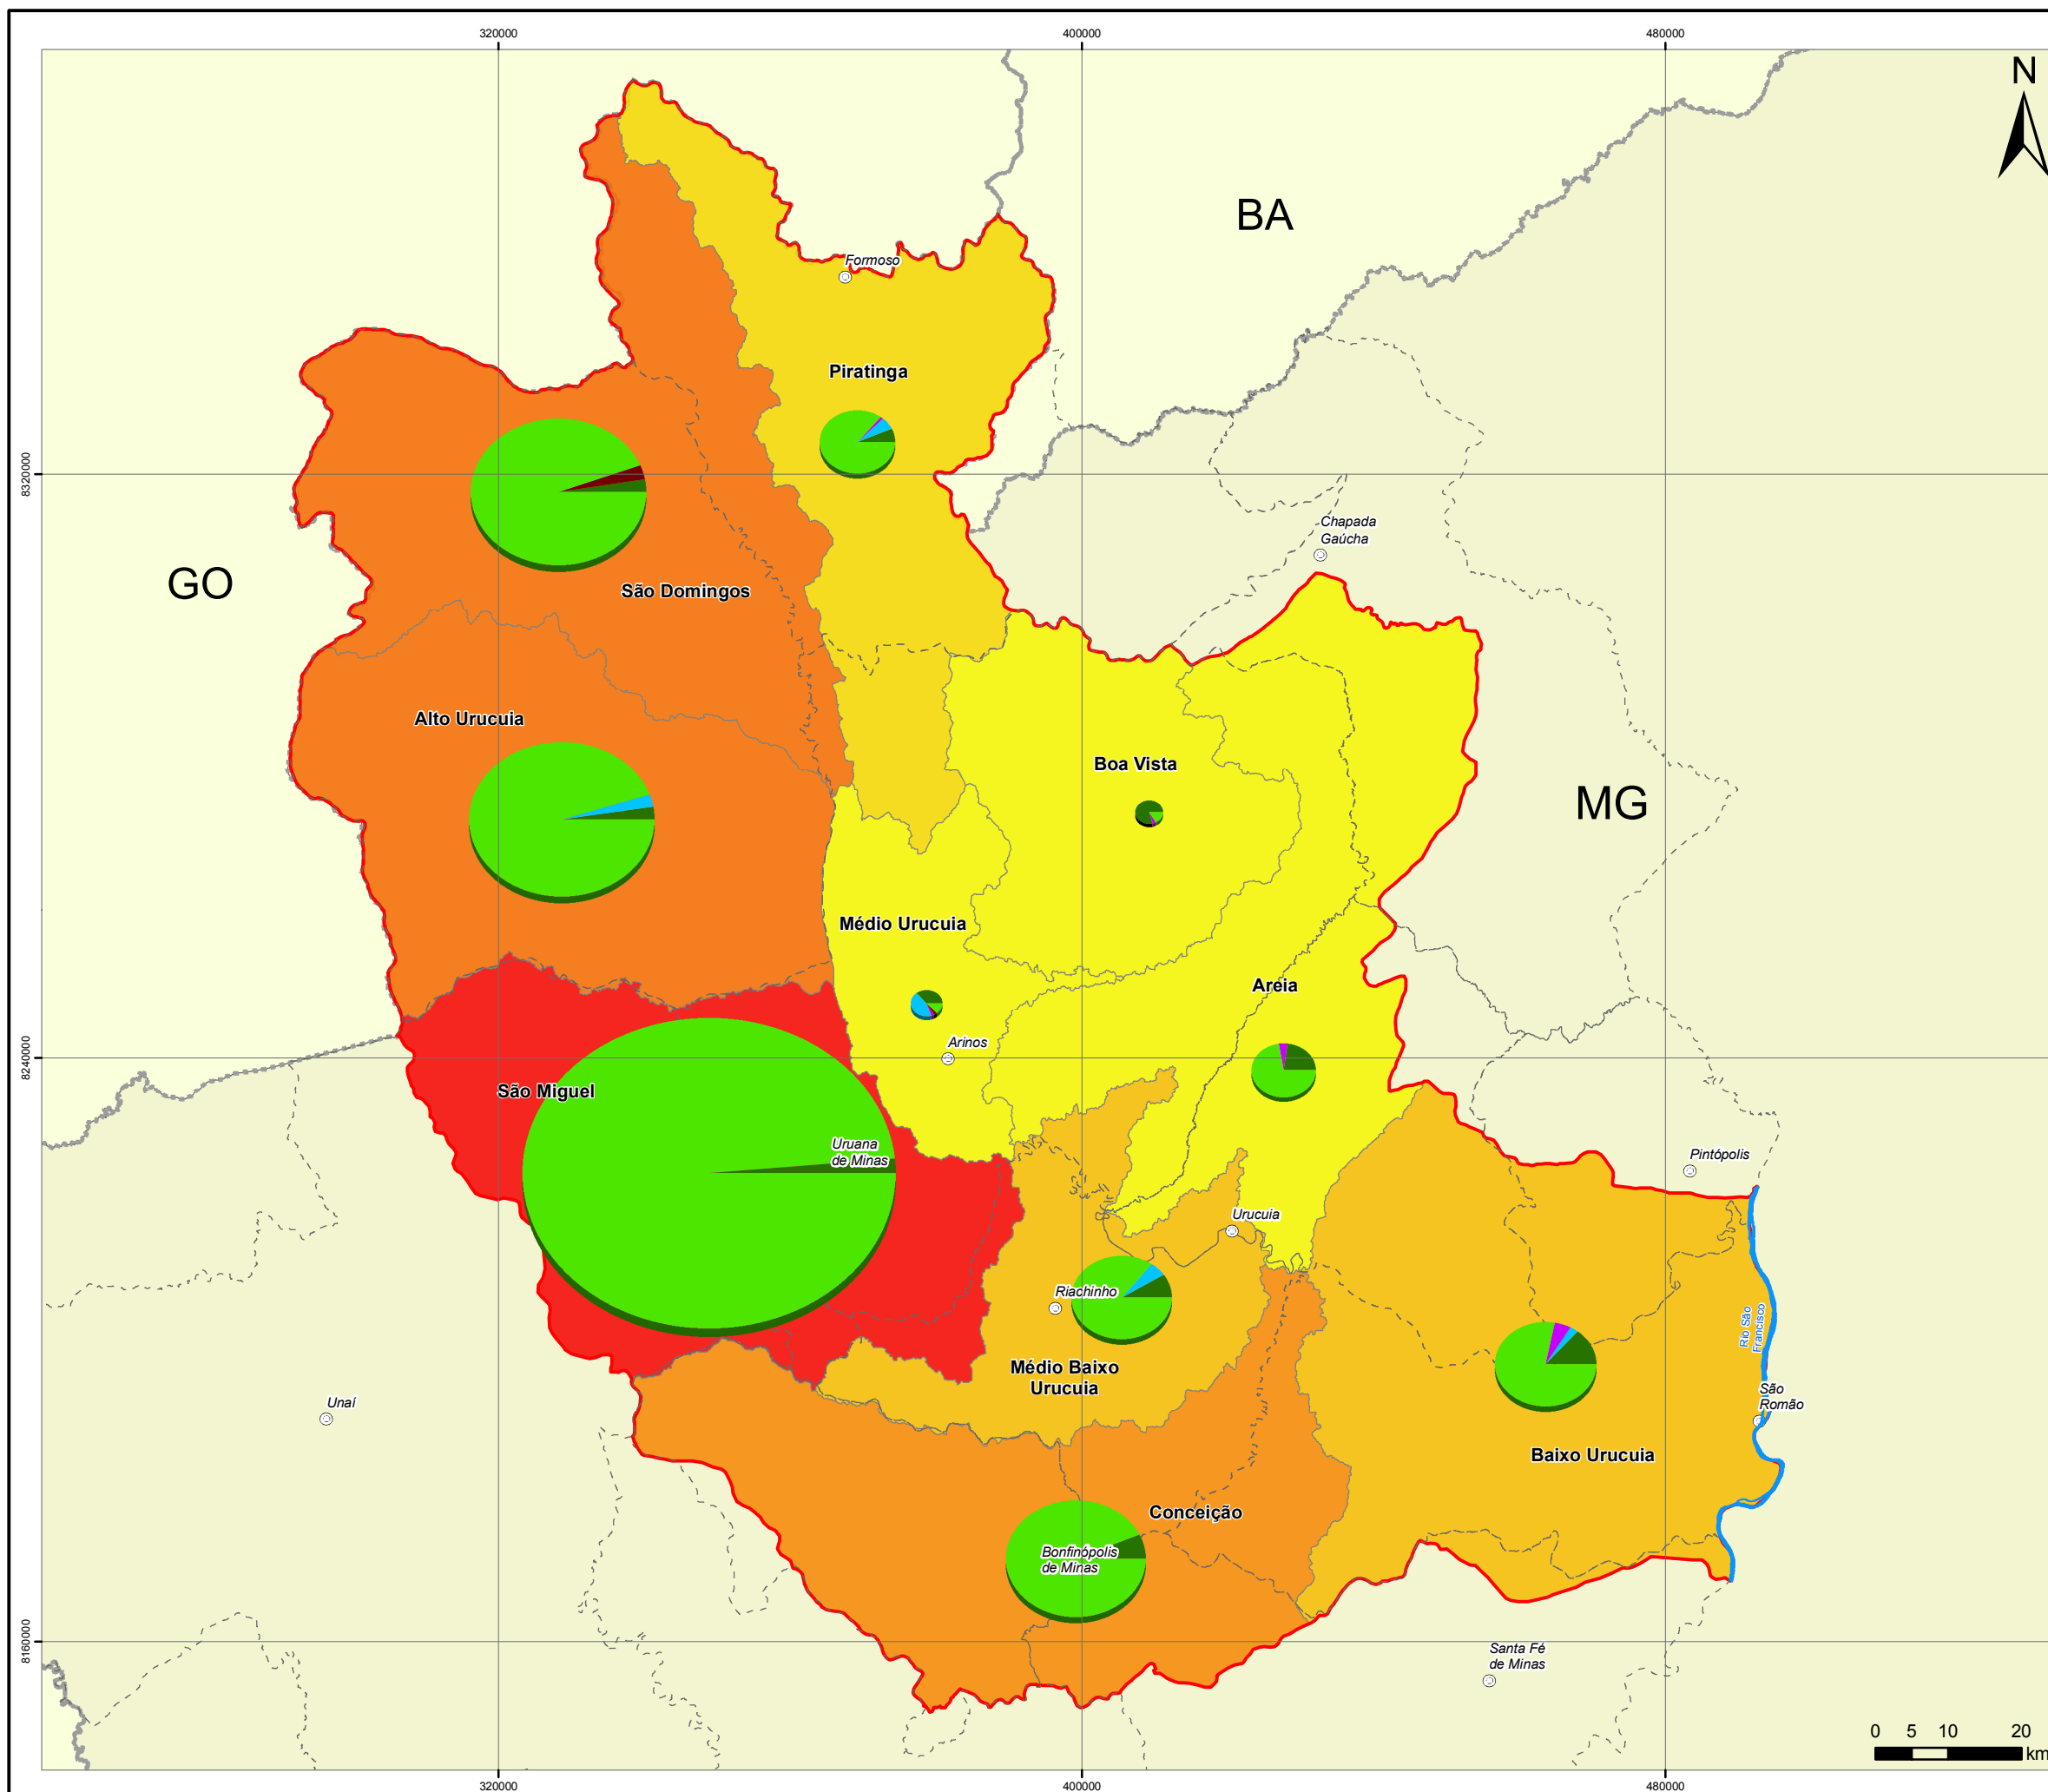 320000
400000
480000
N
BA
Formoso
Piratinga
8320000
Chapada
Gaúcha
GO
São Domingos
Alto Urucuia
Boa Vista
MG
Médio Urucuia
Areia
Arinos
8240000
São Miguel
Uruana
de Minas
Pintópolis
Urucuia
Riachinho
Rio São
Francisco
Médio Baixo
Urucuia
São
Romão
Unaí
Baixo Urucuia
Conceição
Bonfinópolis
de Minas
8160000
Santa Fé
de Minas
0 5 10 20
km
320000
400000
480000